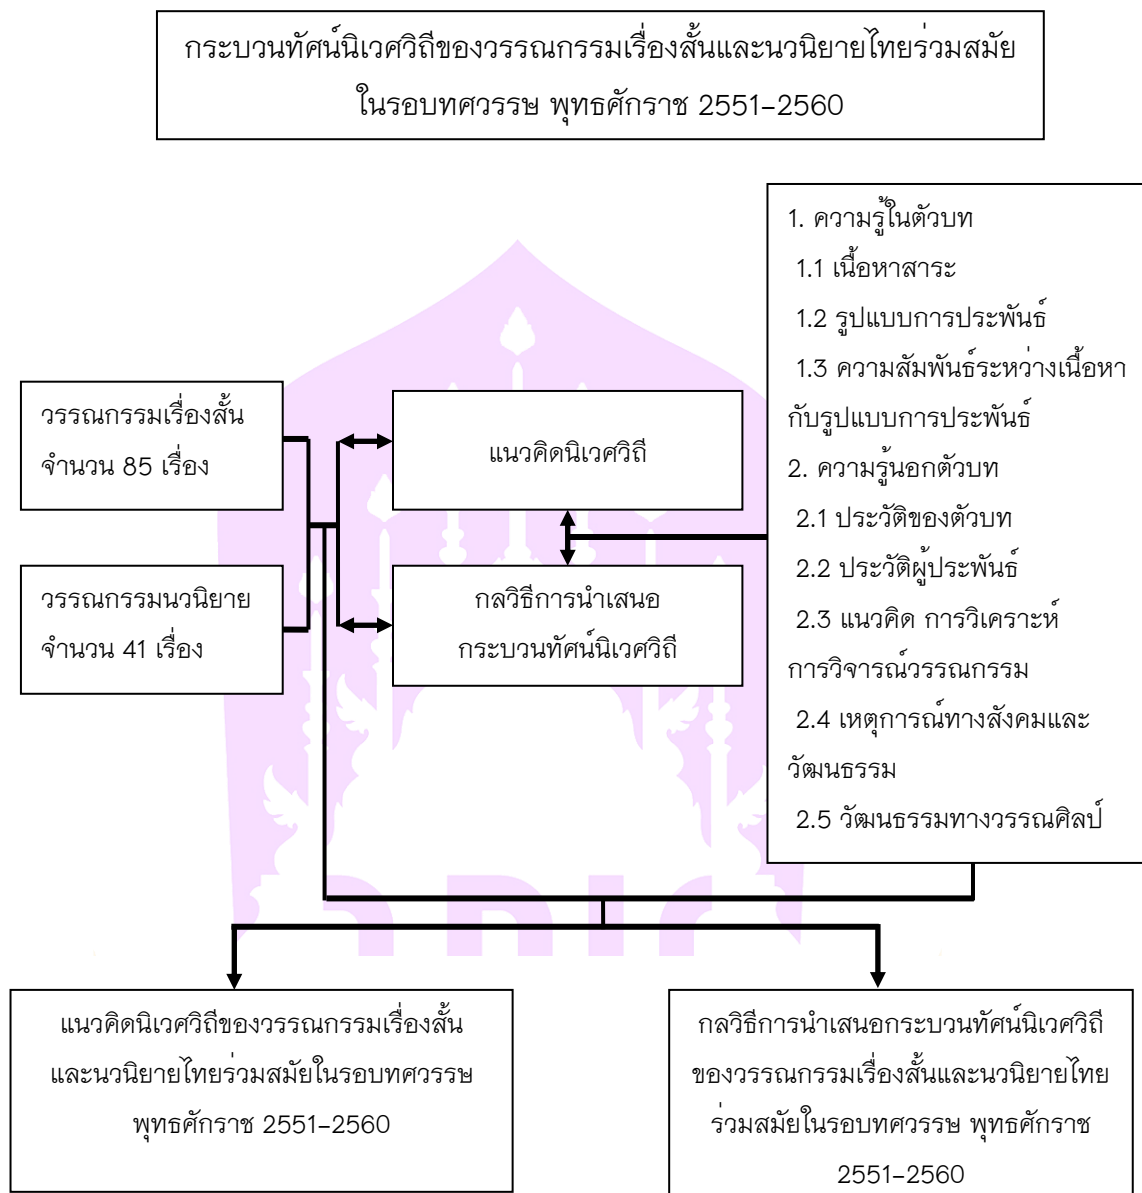 กระบวนทัศน์นิเวศวิถีของวรรณกรรมเรื่องสั้นและนวนิยายไทยร่วมสมัย
ในรอบทศวรรษ พุทธศักราช 2551-2560
1. ความรู้ในตัวบท
1.1 เนื้อหาสาระ
1.2 รูปแบบการประพันธ์
1.3 ความสัมพันธ์ระหว่างเนื้อหา
กับรูปแบบการประพันธ์
2. ความรู้นอกตัวบท
2.1 ประวัติของตัวบท
2.2 ประวัติผู้ประพันธ์
2.3 แนวคิด การวิเคราะห์
การวิจารณ์วรรณกรรม
2.4 เหตุการณ์ทางสังคมและ
วัฒนธรรม
2.5 วัฒนธรรมทางวรรณศิลป์
วรรณกรรมเรื่องสั้น
จำนวน 85 เรื่อง
แนวคิดนิเวศวิถี
วรรณกรรมนวนิยาย
จำนวน 41 เรื่อง
กลวิธีการนำเสนอ
กระบวนทัศน์นิเวศวิถี
แนวคิดนิเวศวิถีของวรรณกรรมเรื่องสั้น
และนวนิยายไทยร่วมสมัยในรอบทศวรรษ
พุทธศักราช 2551-2560
กลวิธีการนำเสนอกระบวนทัศน์นิเวศวิถี
ของวรรณกรรมเรื่องสั้นและนวนิยายไทย
ร่วมสมัยในรอบทศวรรษ พุทธศักราช
2551-2560